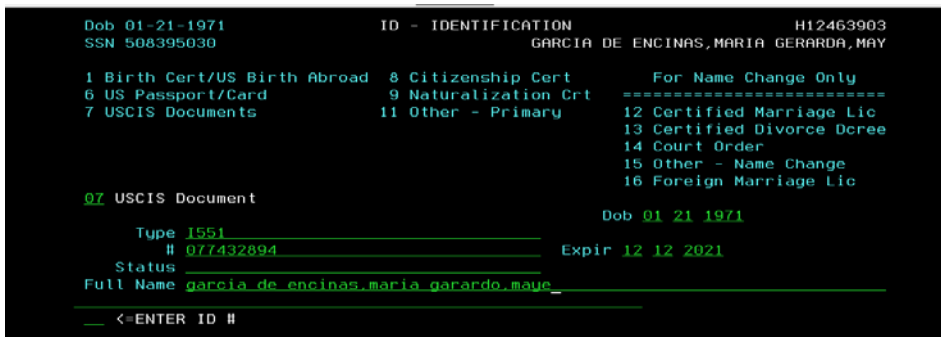 Dob 01-21-1971 ID - IDENTIFICATION H12463903
SSN 508395030 GARCIA DE ENCINAS,MARIA GERARDA,MAY
1 Birth Cert/US Birth Abroad 8 Citizenship Cert For Name Change Only
6 US Passport/Card 9 Naturalization Crt =========================
7 USCIS Documents 11 Other - Primary 12 Certified Marriage Lic
13 Certified Divorce Dcree
14 Court Order
15 Other - Name Change
16 Foreign Marriage Lic
07 USCIS Document
Dob 01 21 1971
Type I551
# 077432894 Expir 12 12 2021
Status
Full Name garcia de encinas,maria garardo,maye_
<=ENTER ID #